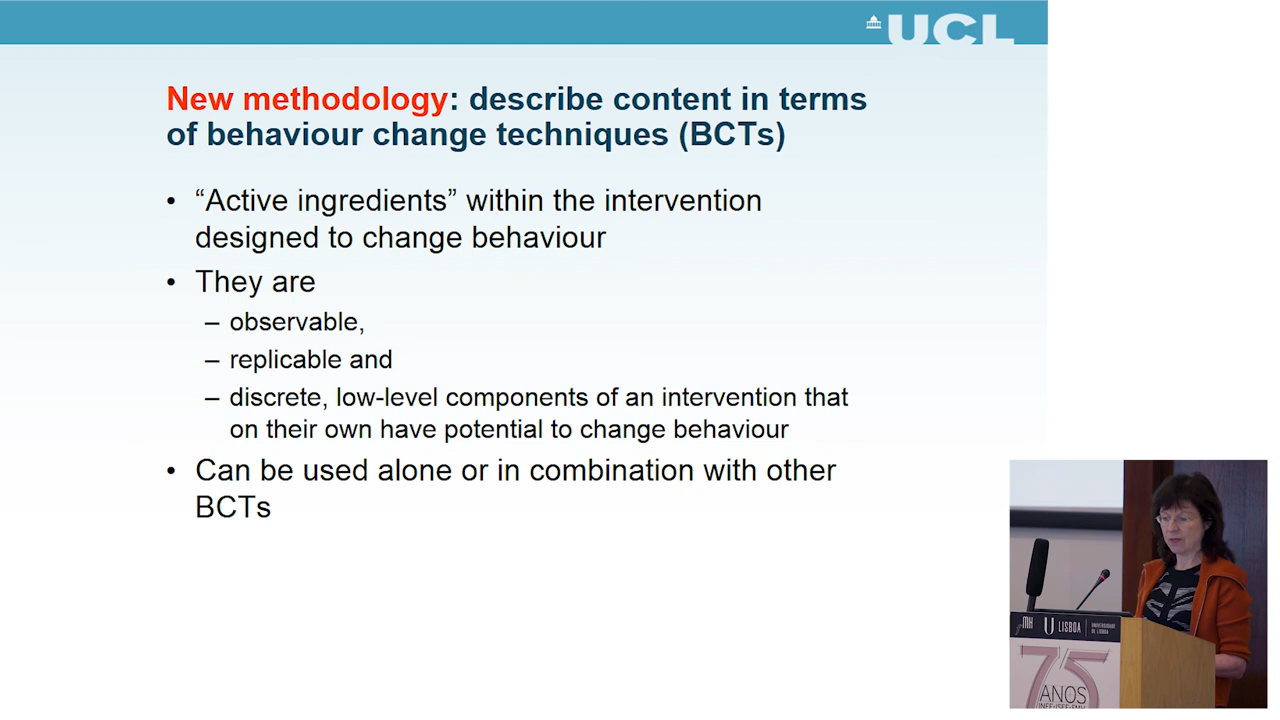 UCL
New methodology: describe content in terms
of behaviour change techniques (BCTs)
• “Active ingredients” within the intervention
designed to change behaviour
• They are
– observable,
– replicable and
– discrete, low-level components of an intervention that
on their own have potential to change behaviour
• Can be used alone or in combination with other
BCTs
MH
U LISBOA
UNIVERSIDADE
DE LISBOA
75
ANOS